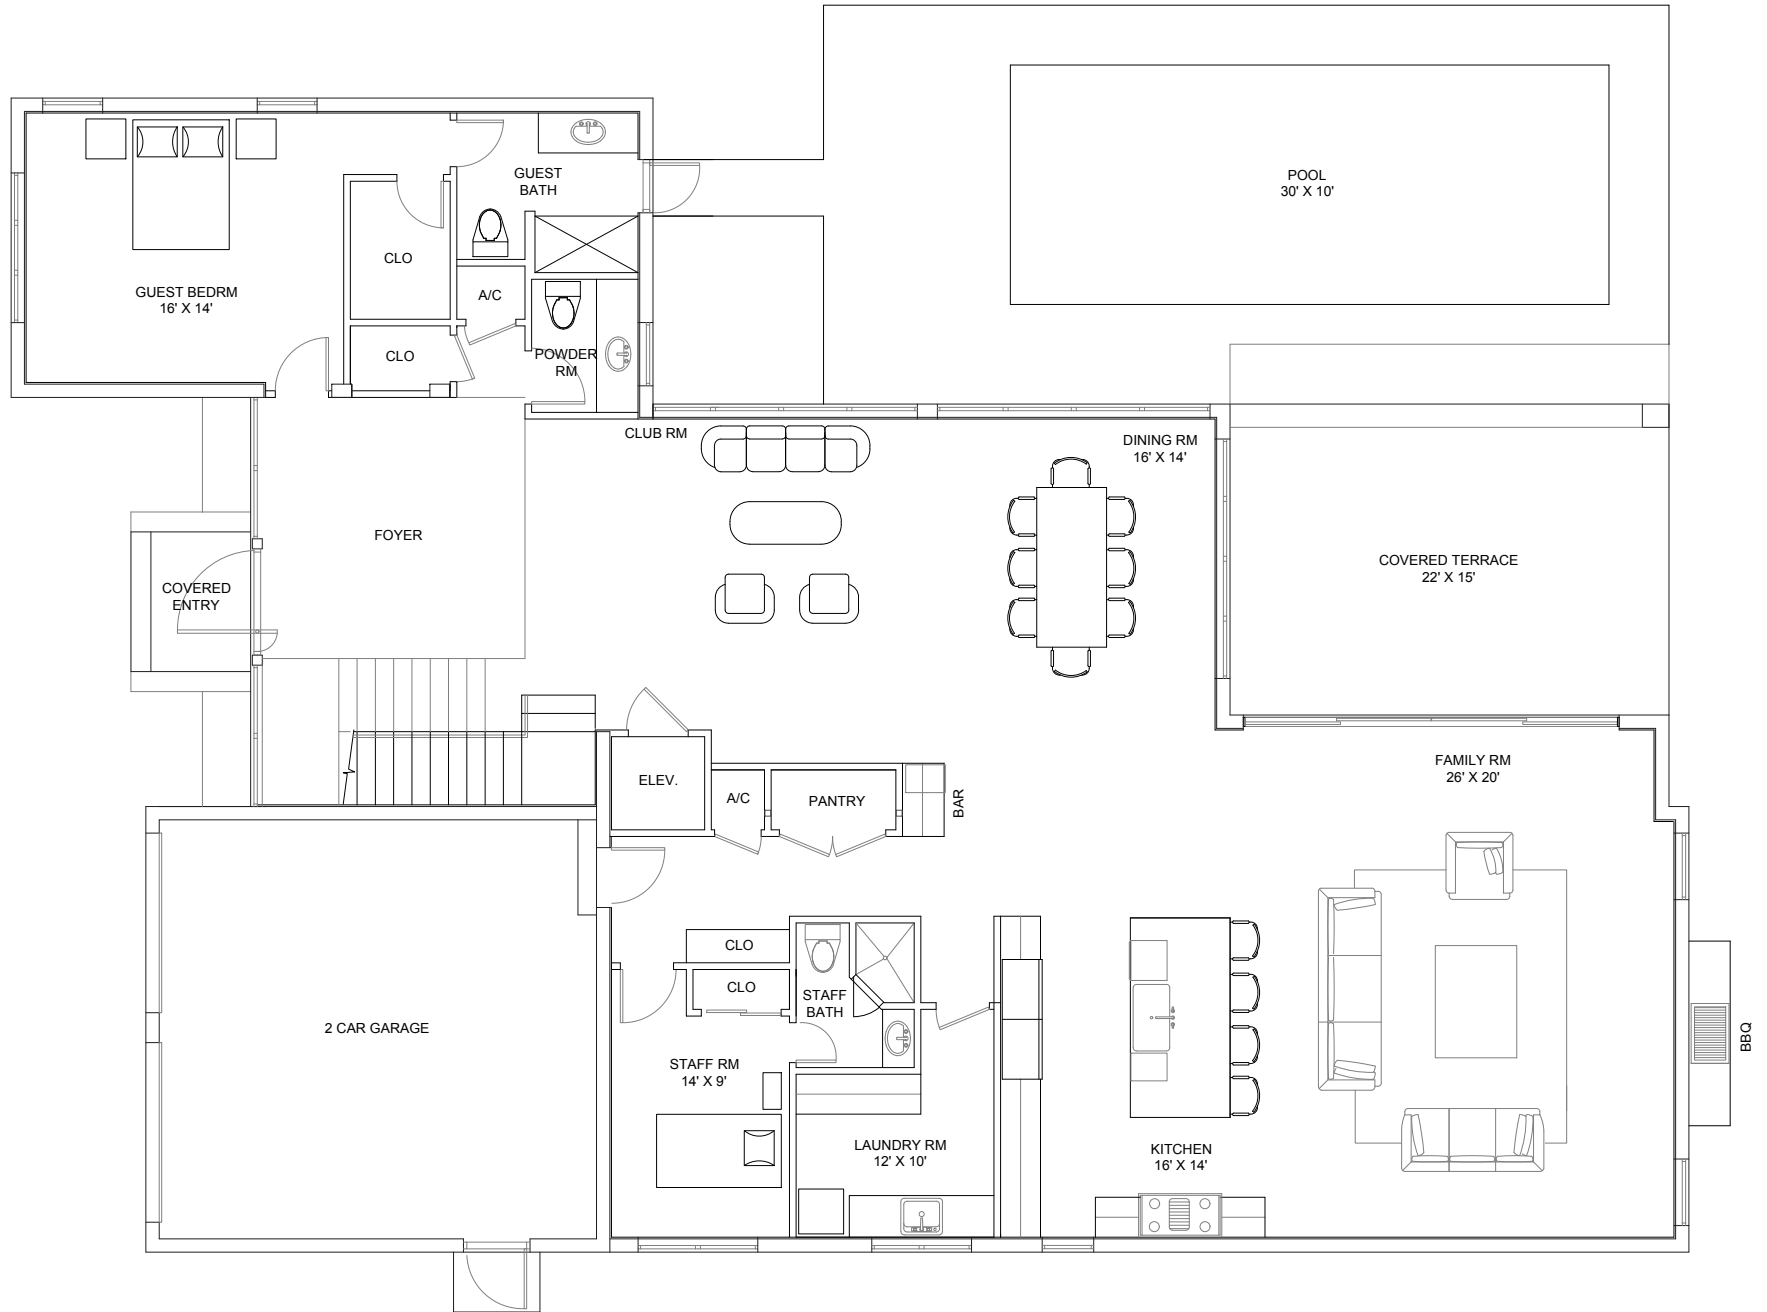 POOL
30' X 10'
GUEST
BATH
CLO
GUEST BEDRM
16' X 14'
A/C
CLO
POWDER
RM
CLUB RM
DINING RM
16' X 14'
FOYER
COVERED TERRACE
22' X 15'
COVERED
ENTRY
FAMILY RM
26' X 20'
ELEV.
A/C
PANTRY
BAR
CLO
CLO
STAFF
BATH
2 CAR GARAGE
BBQ
STAFF RM
14' X 9'
LAUNDRY RM
12' X 10'
KITCHEN
16' X 14'